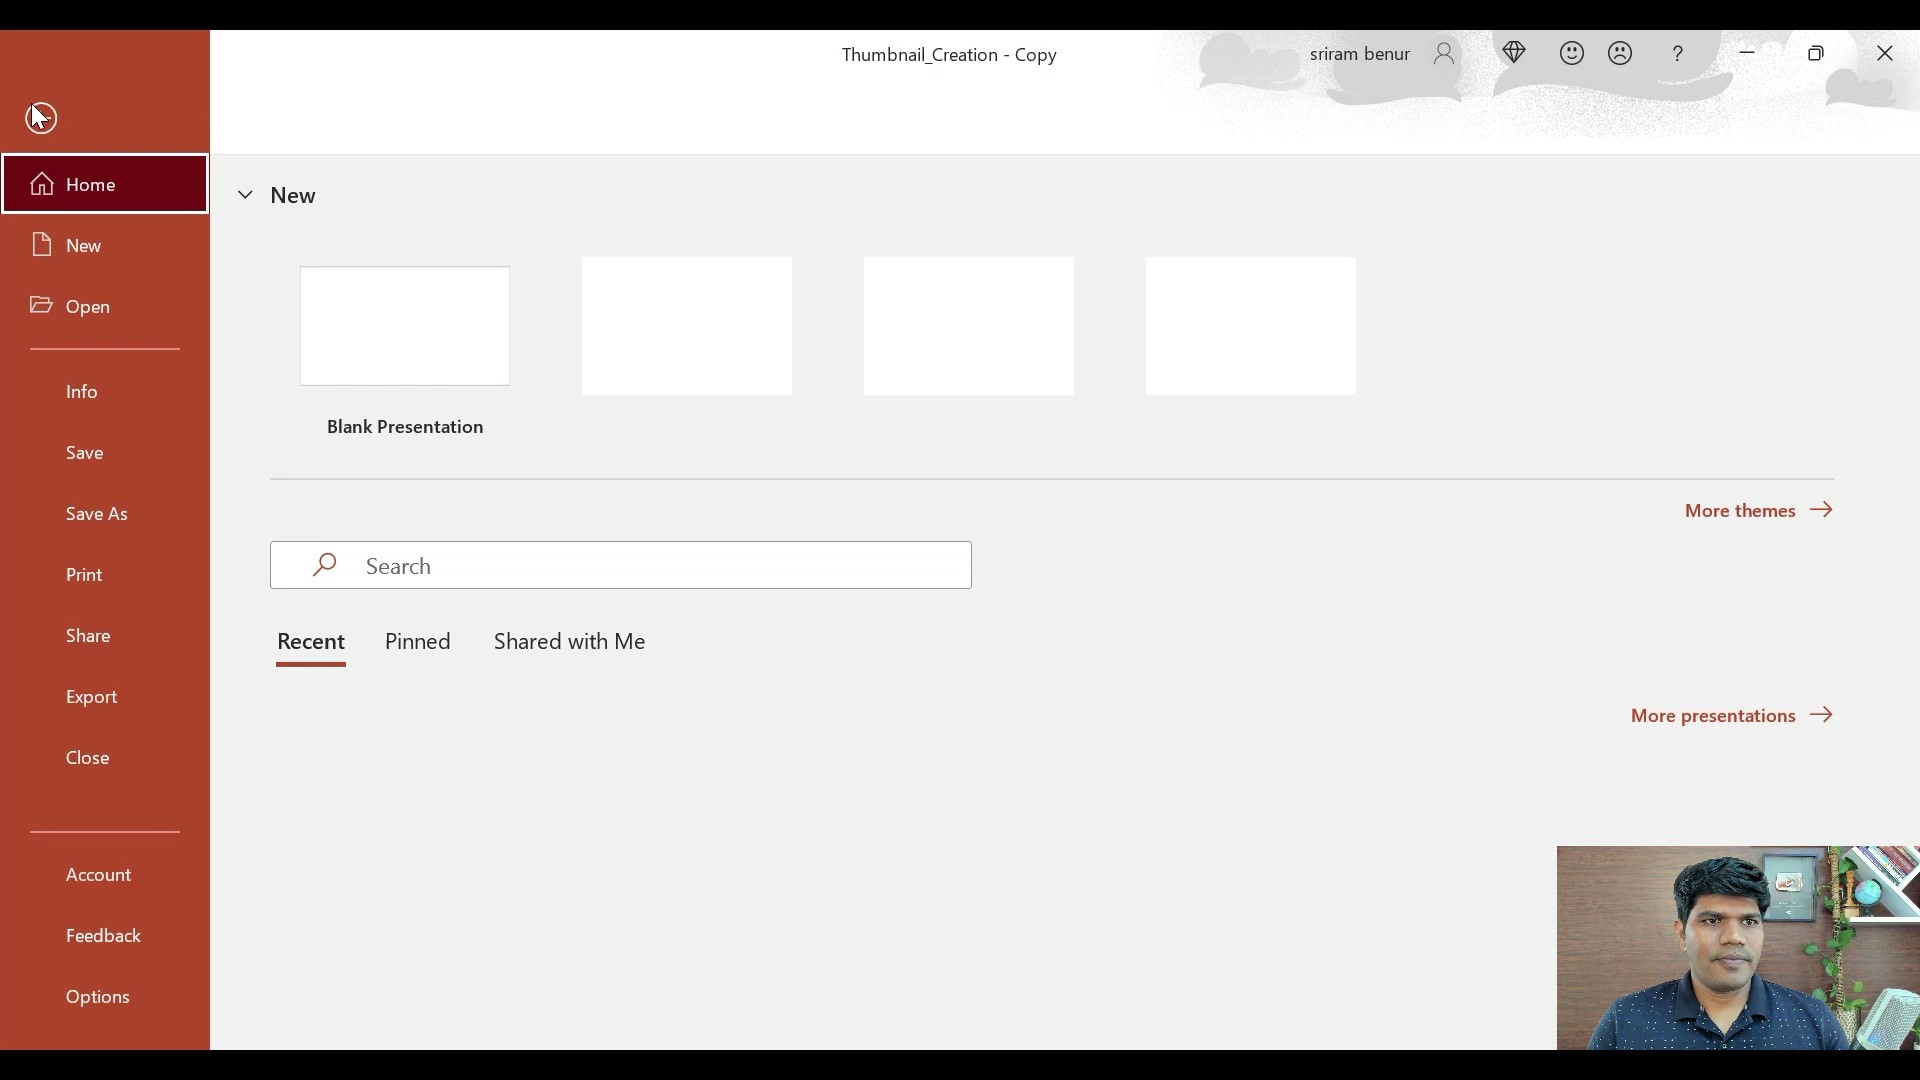 Thumbnail_Creation - Copy
sriram benur
?
Home
New
Open
Info
Save
Save As
Print
Share
Export
Close
Account
Feedback
Options
New
Blank Presentation
More themes
Search
Recent Pinned Shared with Me
More presentations